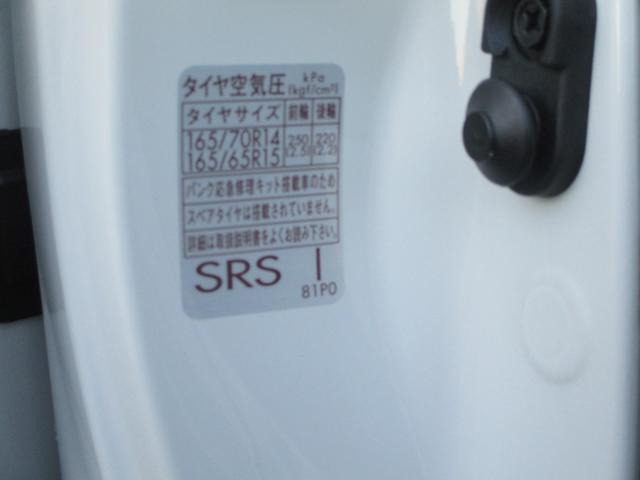 タイヤ空気圧 kPa (kgf/cm²)
タイヤサイズ 前輪 後輪
165/70R14 250 220
165/65R15 (2.5) (2.2)
パンク応急修理キット搭載車のため
スペアタイヤは搭載されていません。
詳細は取扱説明書をよくお読み下さい。
SRS I
81P0